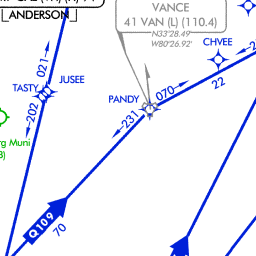 ANDERSON
VANCE
41 VAN (L) (110.4)
N33°28.49'
W80°26.92'
CHVEE
021
JUSEE
TASTY
202
PANDY
070
22
231
rg Muni
Q109
70